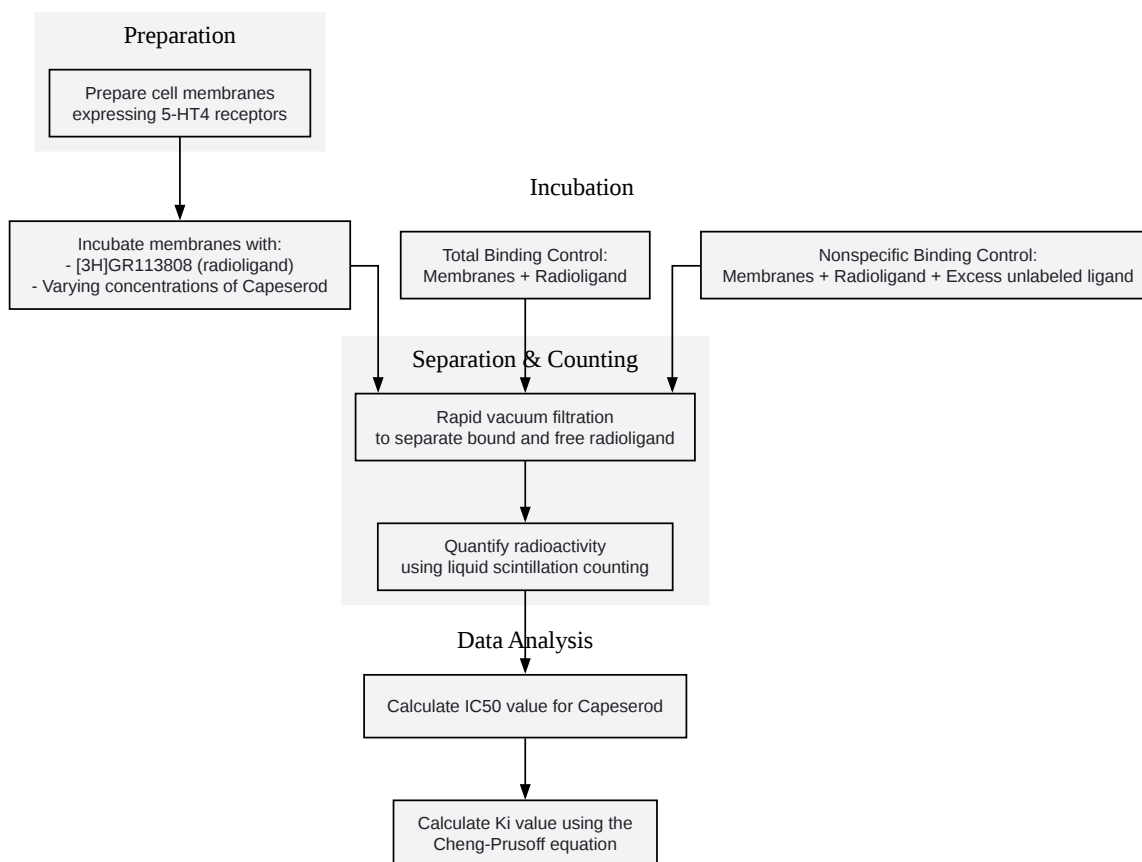 Preparation
Prepare cell membranes
expressing 5-HT4 receptors
Incubation
Incubate membranes with:
- [3H]GR113808 (radioligand)
- Varying concentrations of Capeserod
Total Binding Control:
Membranes + Radioligand
Nonspecific Binding Control:
Membranes + Radioligand + Excess unlabeled ligand
Separation & Counting
Rapid vacuum filtration
to separate bound and free radioligand
Quantify radioactivity
using liquid scintillation counting
Data Analysis
Calculate IC50 value for Capeserod
Calculate Ki value using the
Cheng-Prusoff equation